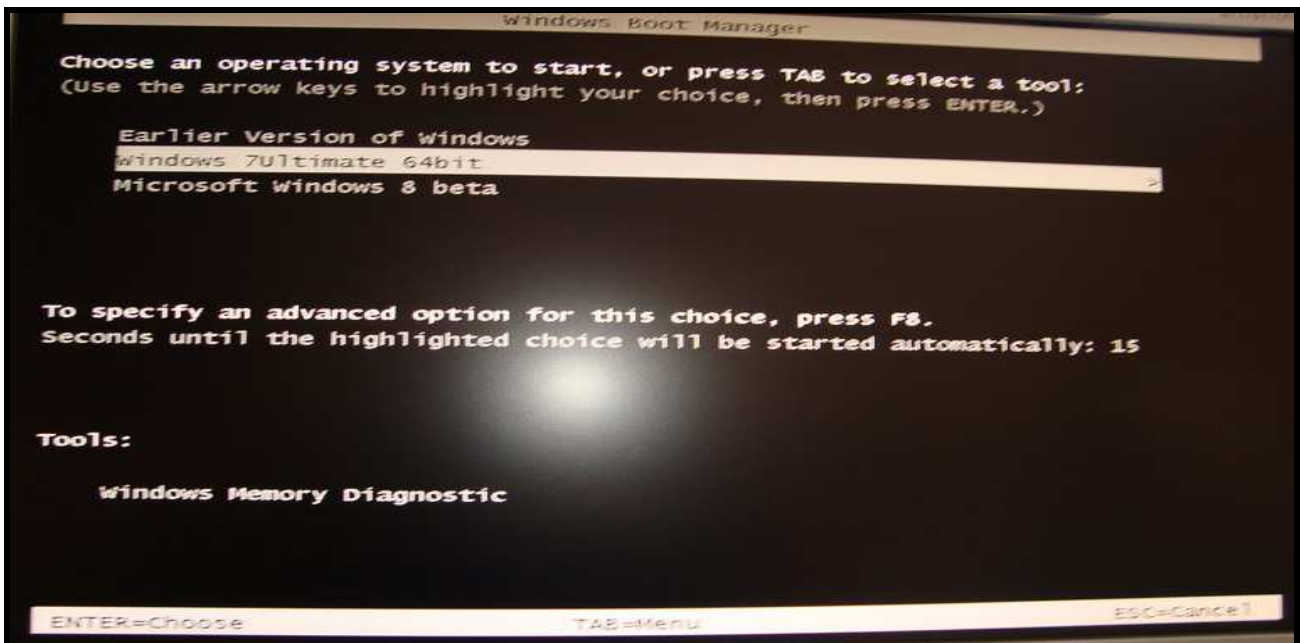 Windows Boot Manager
Choose an operating system to start, or press TAB to select a tool:
(Use the arrow keys to highlight your choice, then press ENTER.)
Earlier Version of Windows
Windows 7Ultimate 64bit >
Microsoft Windows 8 beta
To specify an advanced option for this choice, press F8.
Seconds until the highlighted choice will be started automatically: 15
Tools:
Windows Memory Diagnostic
ENTER=Choose TAB=Menu ESC=Cancel